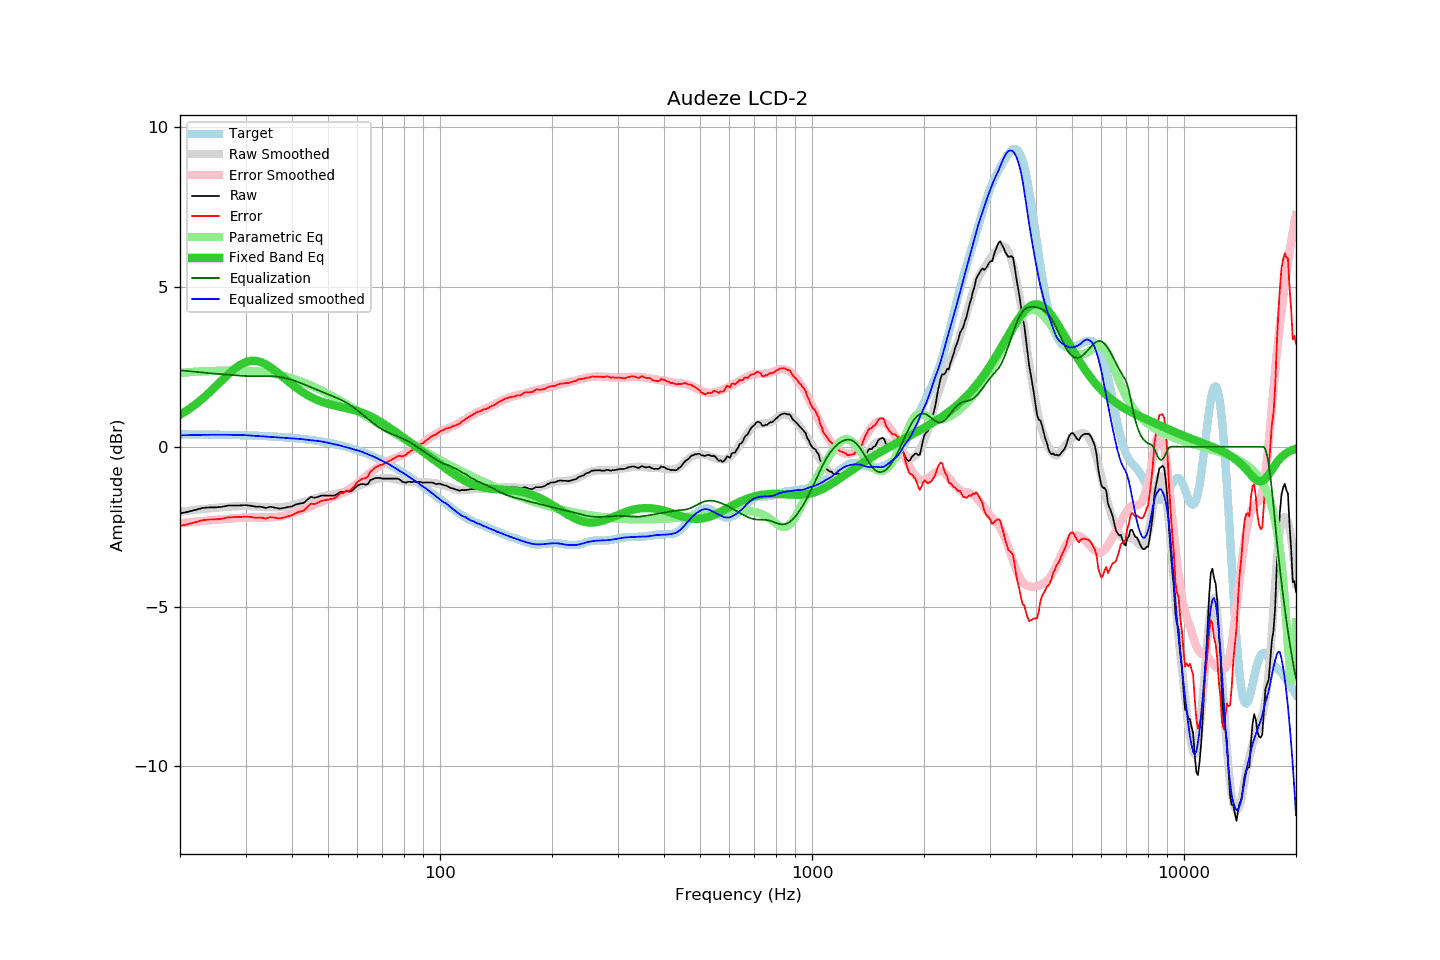 Audeze LCD-2
Target
Raw Smoothed
Error Smoothed
Raw
Error
Parametric Eq
Fixed Band Eq
Equalization
Equalized smoothed
Amplitude (dBr)
10
5
0
−5
−10
100 1000 10000
Frequency (Hz)